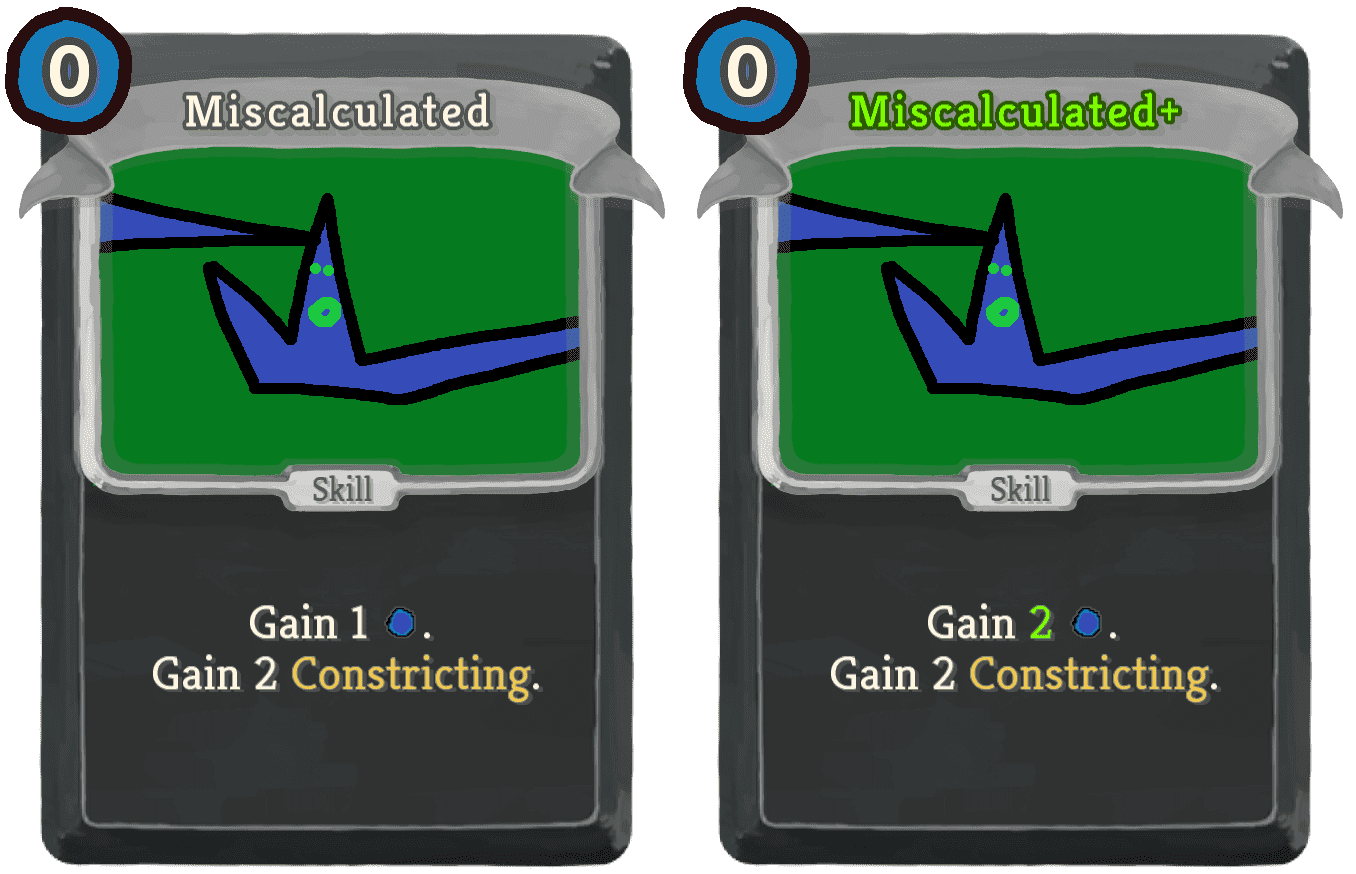 0
Miscalculated
Skill
Gain 1 .
Gain 2 Constricting.
0
Miscalculated+
Skill
Gain 2 .
Gain 2 Constricting.